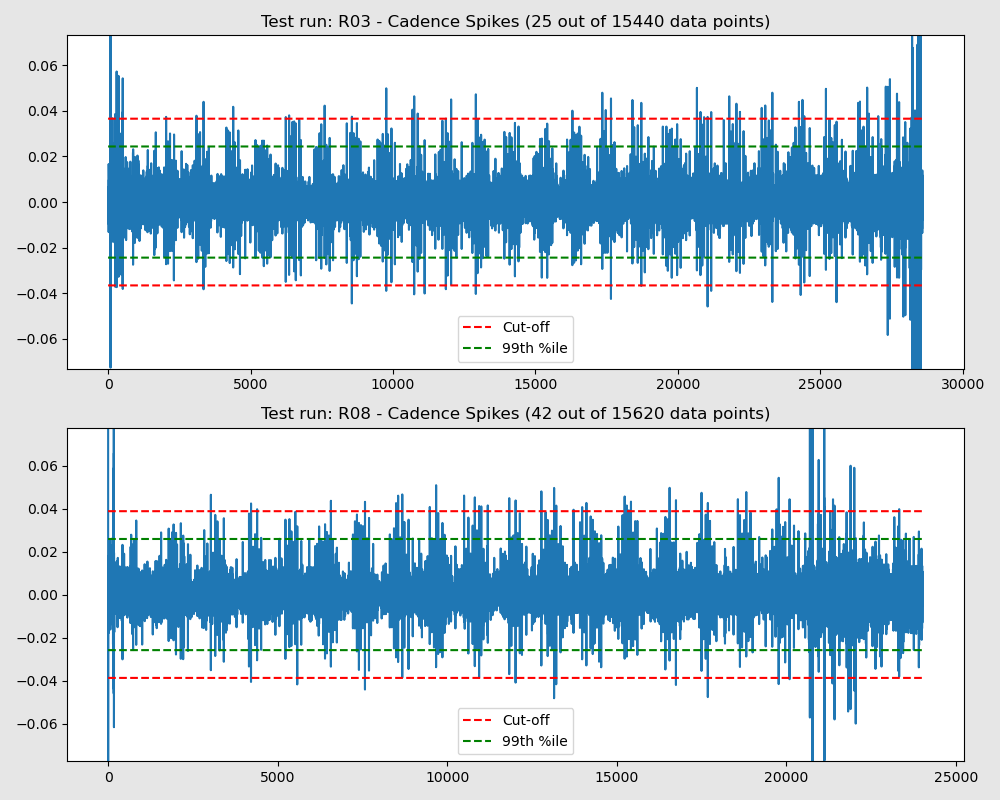 Test run: R03 - Cadence Spikes (25 out of 15440 data points)
0.06
0.04
0.02
0.00
−0.02
−0.04
−0.06
Cut-off
99th %ile
0 5000 10000 15000 20000 25000 30000
Test run: R08 - Cadence Spikes (42 out of 15620 data points)
0.06
0.04
0.02
0.00
−0.02
−0.04
−0.06
Cut-off
99th %ile
0 5000 10000 15000 20000 25000